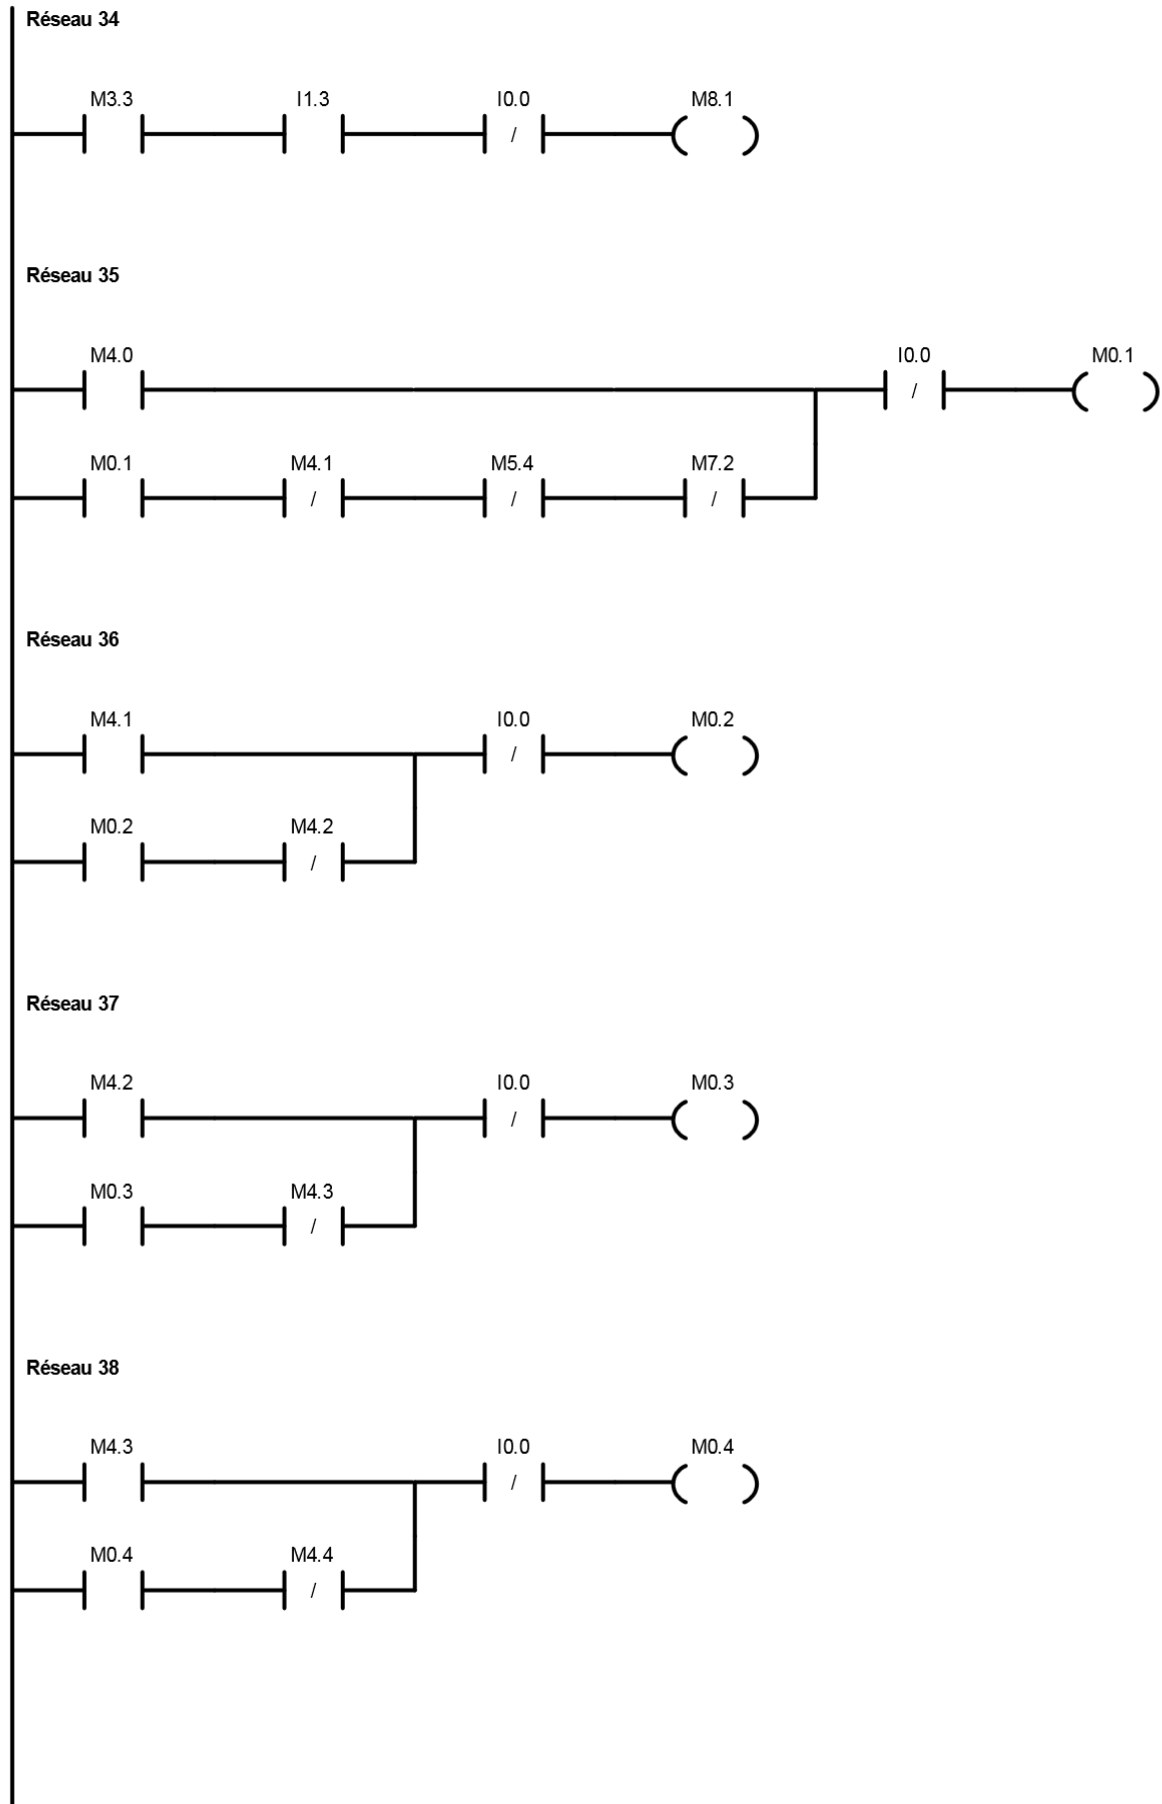 Réseau 34
M3.3 I1.3 I0.0 M8.1
/
Réseau 35
M4.0 I0.0 M0.1
/
M0.1 M4.1 M5.4 M7.2
/ / /
Réseau 36
M4.1 I0.0 M0.2
/
M0.2 M4.2
/
Réseau 37
M4.2 I0.0 M0.3
/
M0.3 M4.3
/
Réseau 38
M4.3 I0.0 M0.4
/
M0.4 M4.4
/